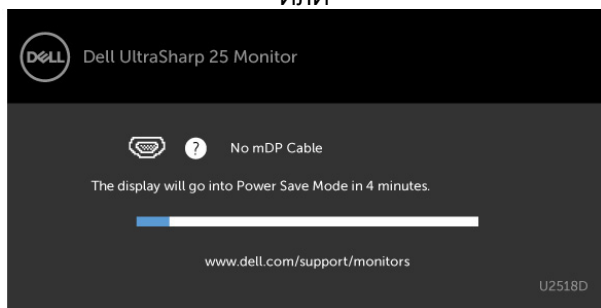 или
DELL
Dell UltraSharp 25 Monitor
? No mDP Cable
The display will go into Power Save Mode in 4 minutes.
www.dell.com/support/monitors
U2518D